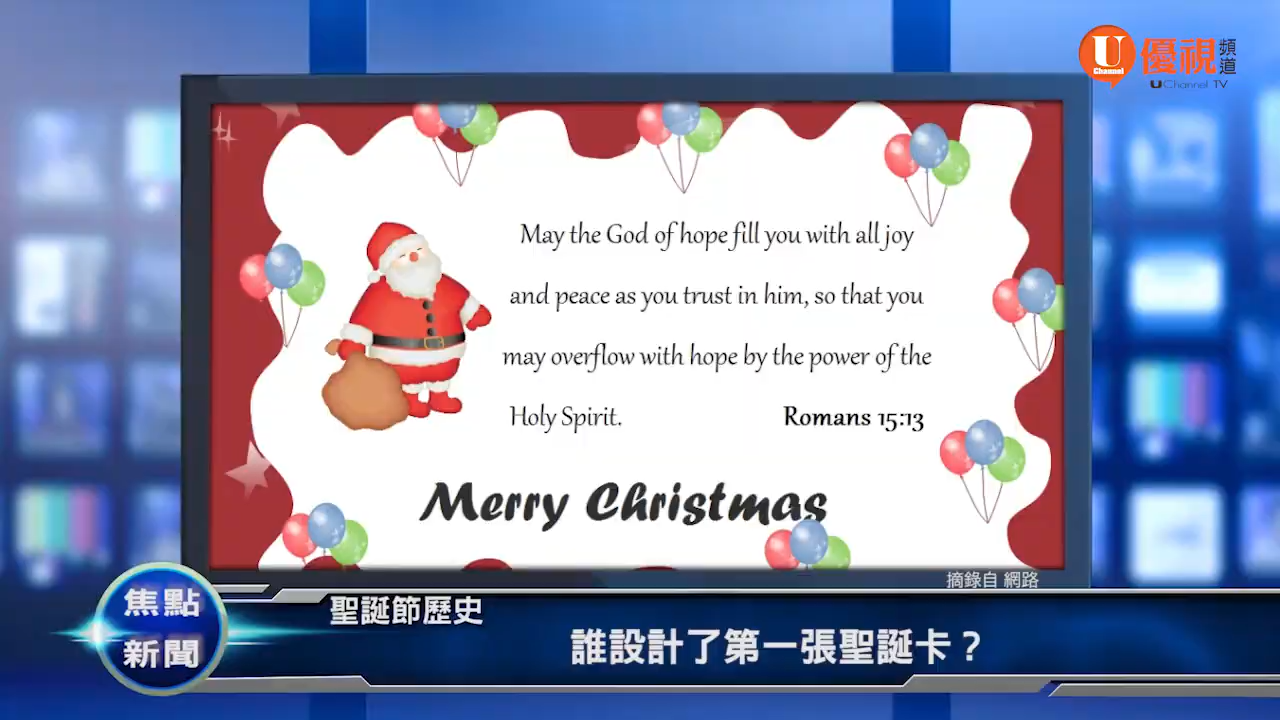 U
Channel
優視
頻道
UChannel TV
May the God of hope fill you with all joy
and peace as you trust in him, so that you
may overflow with hope by the power of the
Holy Spirit. Romans 15:13
Merry Christmas
摘錄自 網路
焦點
新聞
聖誕節歷史
誰設計了第一張聖誕卡？